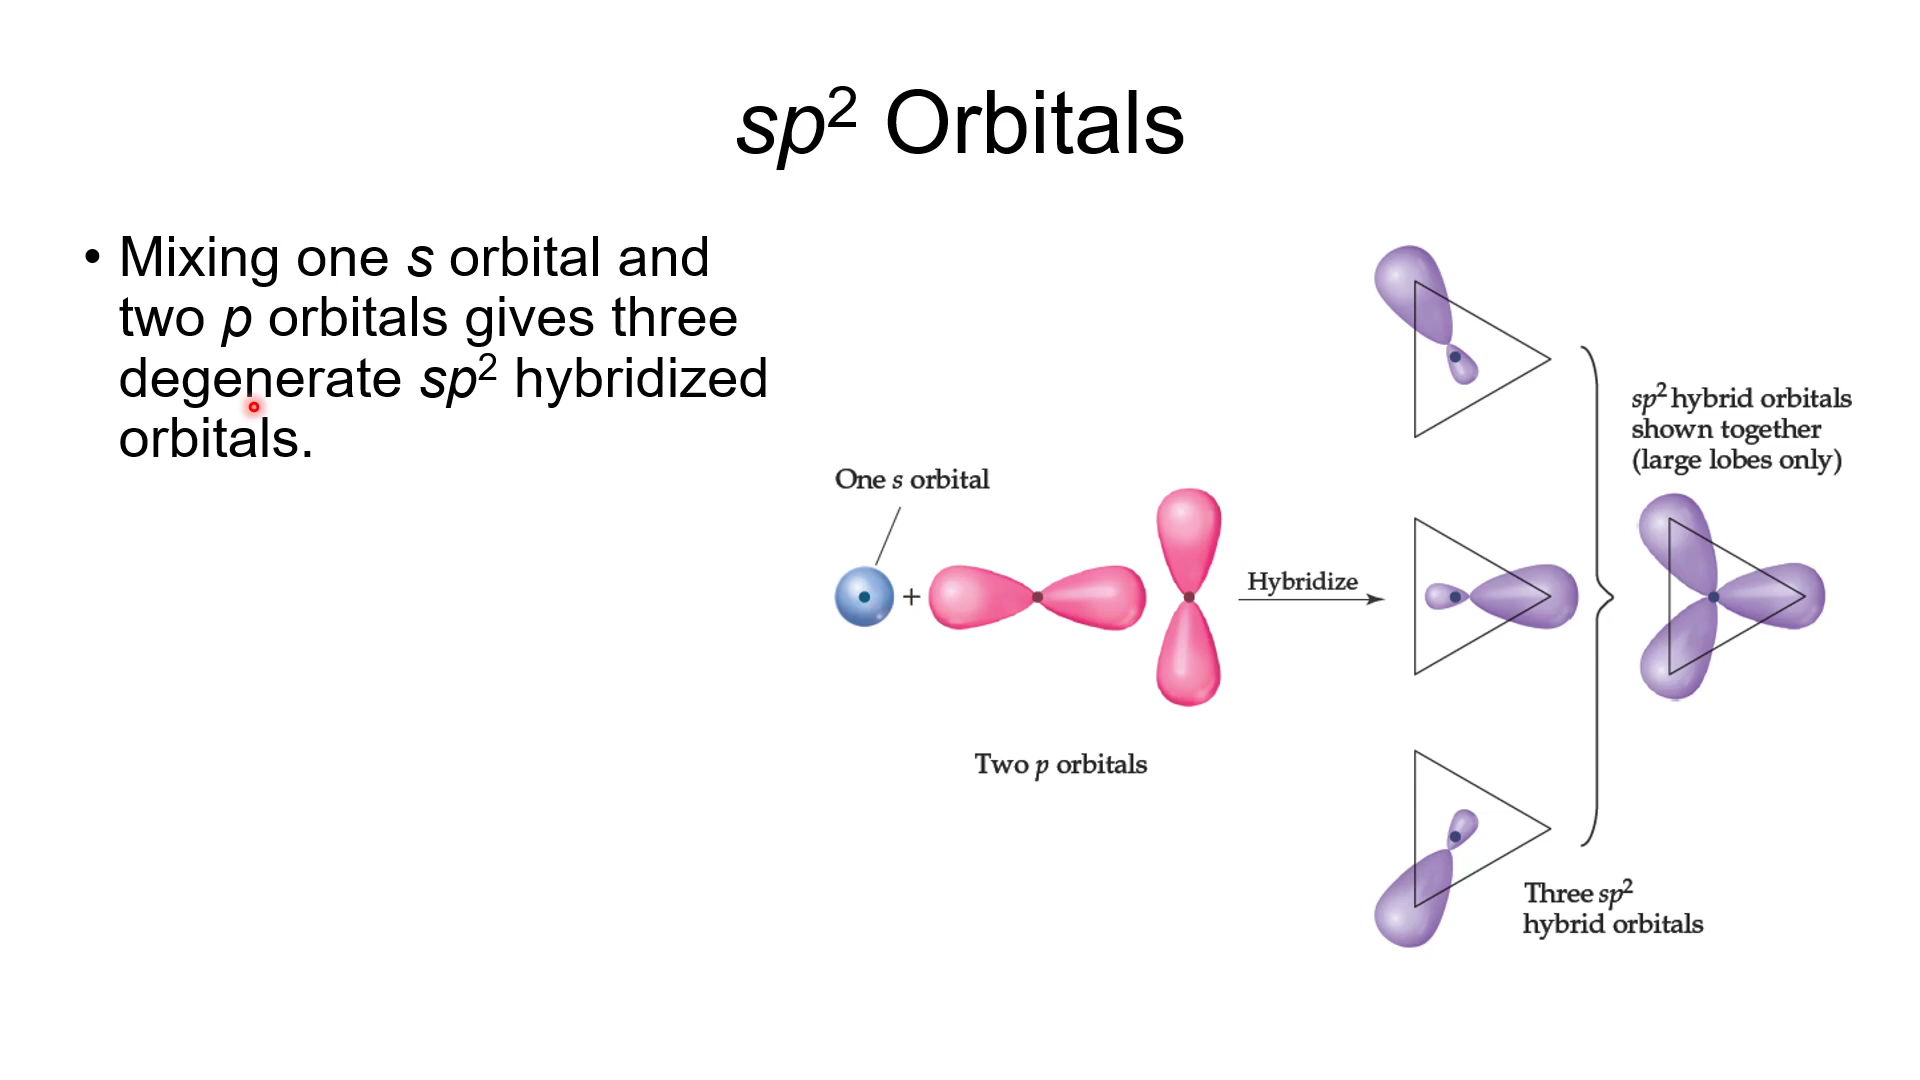 sp² Orbitals
• Mixing one s orbital and
two p orbitals gives three
degenerate sp² hybridized
orbitals.
One s orbital
+
Two p orbitals
Hybridize
sp² hybrid orbitals
shown together
(large lobes only)
Three sp²
hybrid orbitals